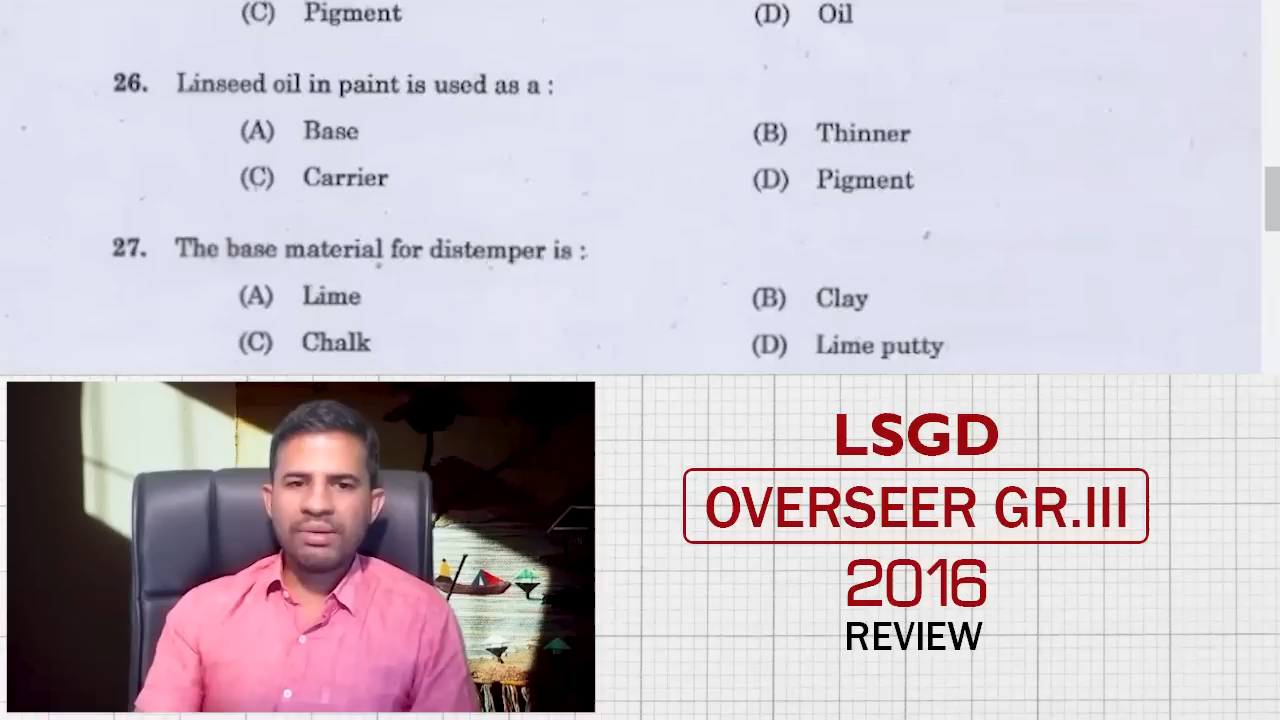 (C) Pigment (D) Oil
26. Linseed oil in paint is used as a :
(A) Base (B) Thinner
(C) Carrier (D) Pigment
27. The base material for distemper is :
(A) Lime (B) Clay
(C) Chalk (D) Lime putty
LSGD
OVERSEER GR.III
2016
REVIEW